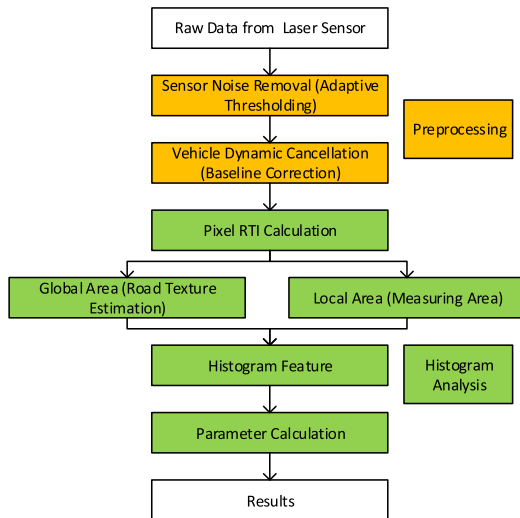 Raw Data from Laser Sensor
Sensor Noise Removal (Adaptive
Thresholding)
Preprocessing
Vehicle Dynamic Cancellation
(Baseline Correction)
Pixel RTI Calculation
Global Area (Road Texture
Estimation)
Local Area (Measuring Area)
Histogram Feature
Histogram
Analysis
Parameter Calculation
Results